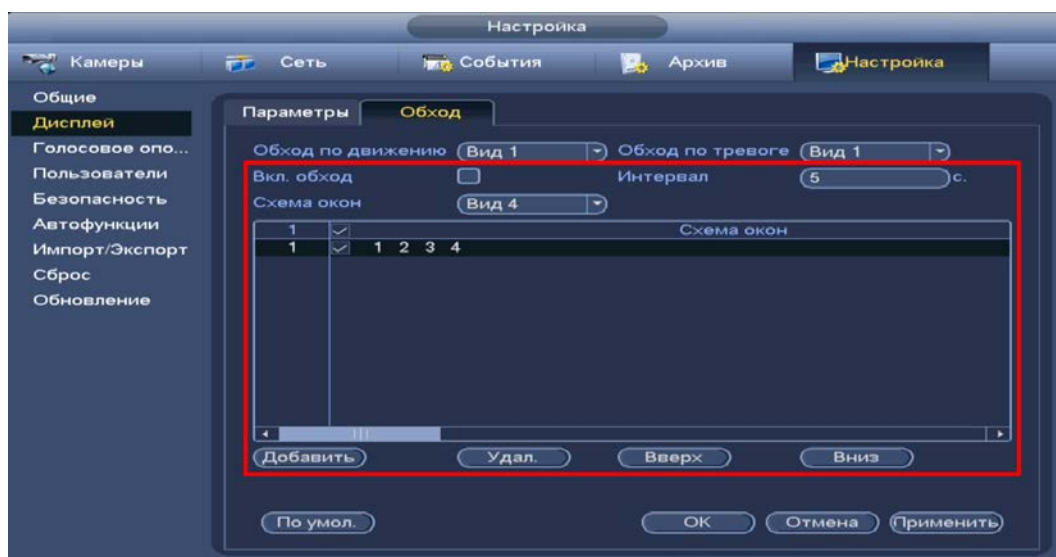 Настройка
Камеры Сеть События Архив Настройка
Общие
Дисплей
Голосовое опо...
Пользователи
Безопасность
Автофункции
Импорт/Экспорт
Сброс
Обновление
Параметры Обход
Обход по движению Вид 1 Обход по тревоге Вид 1
Вкл. обход Интервал 5 с.
Схема окон Вид 4
1 Схема окон
1 1 2 3 4
Добавить Удал. Вверх Вниз
По умол. OK Отмена Применить